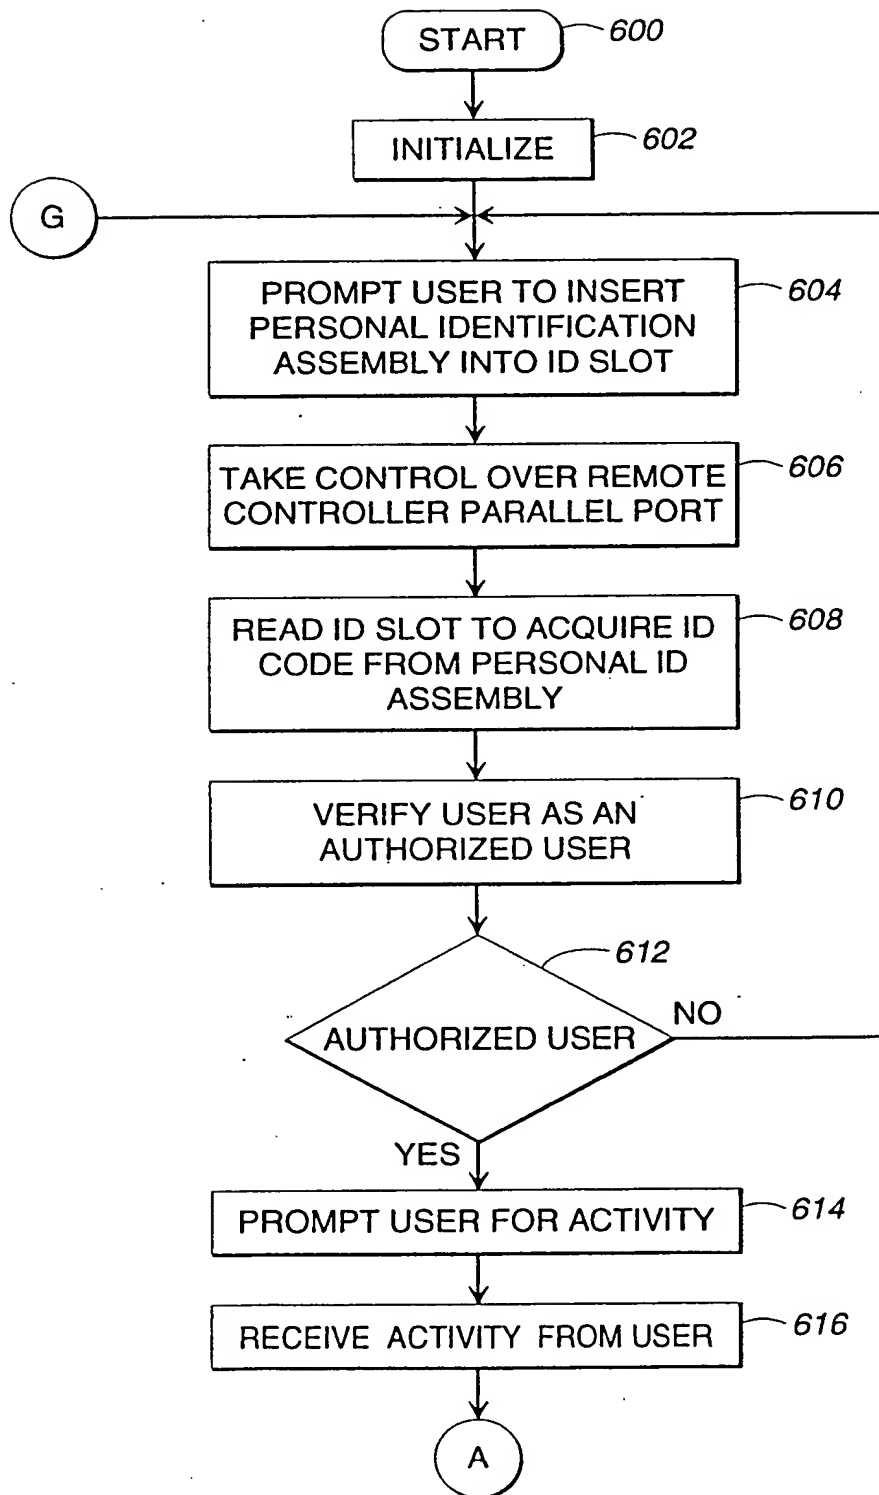 START
600
INITIALIZE
602
G
PROMPT USER TO INSERT
PERSONAL IDENTIFICATION
ASSEMBLY INTO ID SLOT
604
TAKE CONTROL OVER REMOTE
CONTROLLER PARALLEL PORT
606
READ ID SLOT TO ACQUIRE ID
CODE FROM PERSONAL ID
ASSEMBLY
608
VERIFY USER AS AN
AUTHORIZED USER
610
612
AUTHORIZED USER
NO
YES
PROMPT USER FOR ACTIVITY
614
RECEIVE ACTIVITY FROM USER
616
A